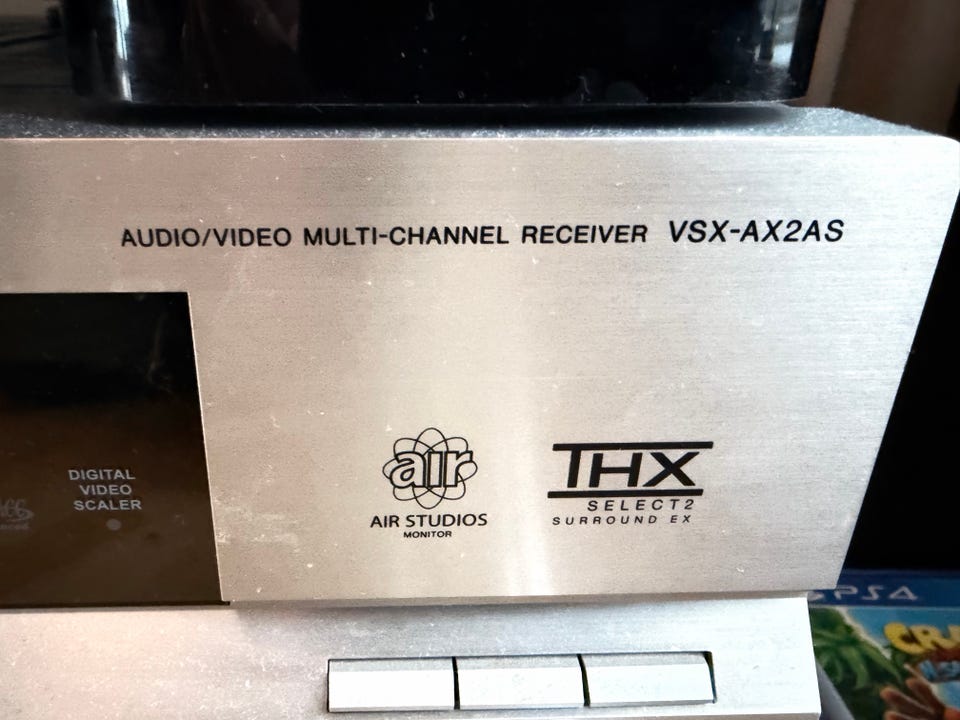 AUDIO/VIDEO MULTI-CHANNEL RECEIVER VSX-AX2AS
DIGITAL
VIDEO
SCALER
air
AIR STUDIOS
MONITOR
THX
SELECT2
SURROUND EX
PS4